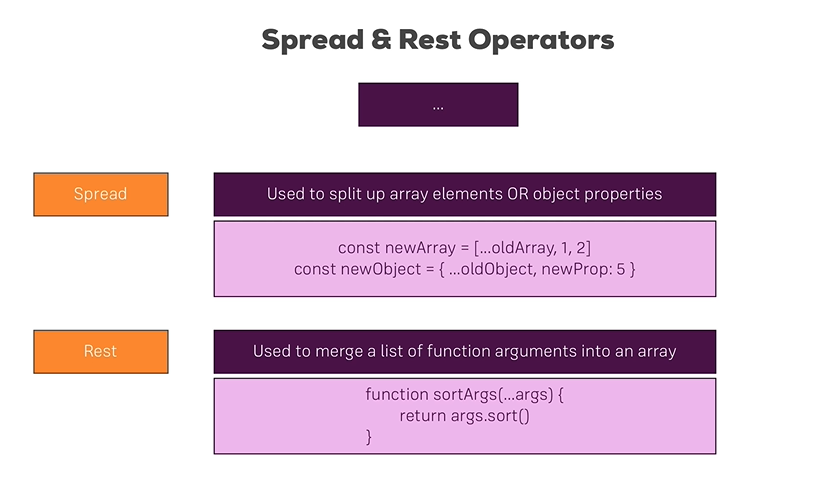 Spread & Rest Operators
...
Spread
Used to split up array elements OR object properties
const newArray = [...oldArray, 1, 2]
const newObject = { ...oldObject, newProp: 5 }
Rest
Used to merge a list of function arguments into an array
function sortArgs(...args) {
return args.sort()
}